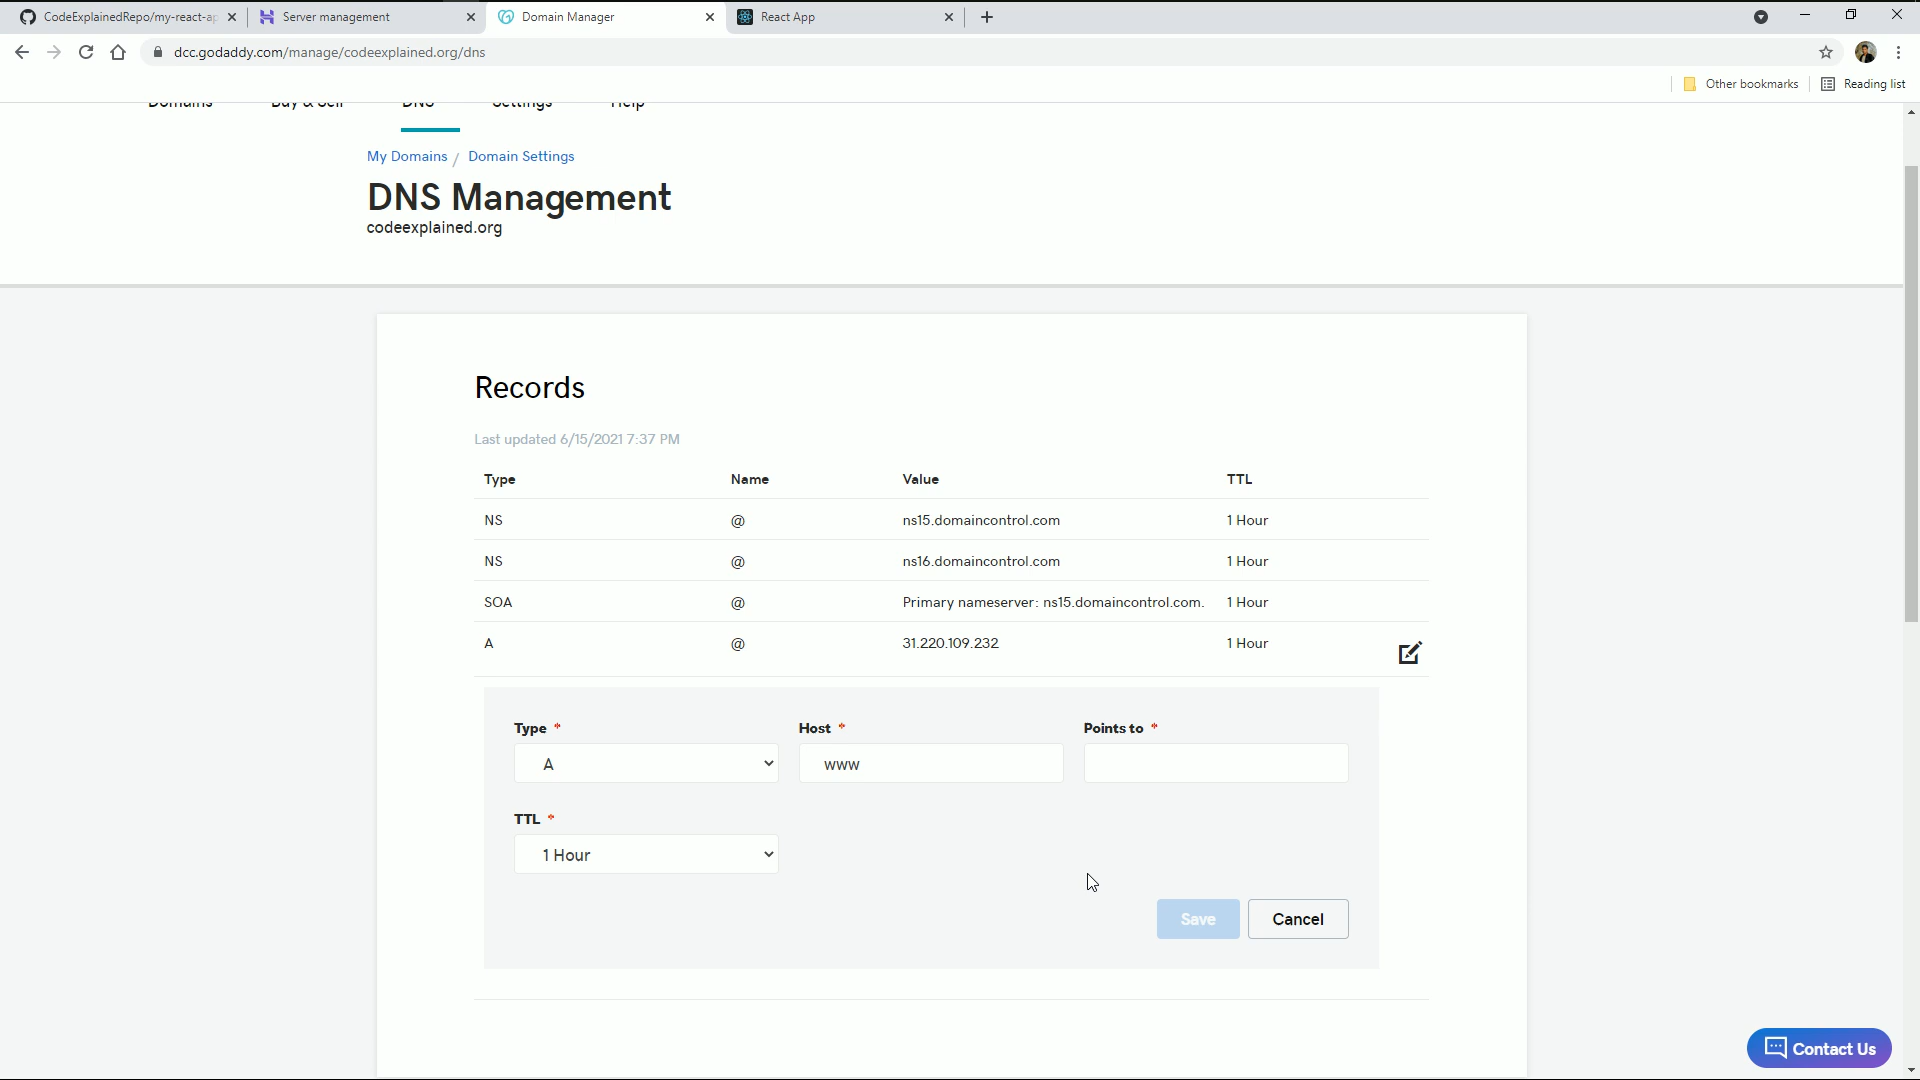 CodeExplainedRepo/my-react-ap
Server management
Domain Manager
React App
dcc.godaddy.com/manage/codeexplained.org/dns
Other bookmarks
Reading list
Domains Buy & Sell DNS Settings Help
My Domains / Domain Settings
DNS Management
codeexplained.org
Records
Last updated 6/15/2021 7:37 PM
Type Name Value TTL
NS @ ns15.domaincontrol.com 1 Hour
NS @ ns16.domaincontrol.com 1 Hour
SOA @ Primary nameserver: ns15.domaincontrol.com. 1 Hour
A @ 31.220.109.232 1 Hour
Type * Host * Points to *
A www
TTL *
1 Hour
Save Cancel
Contact Us